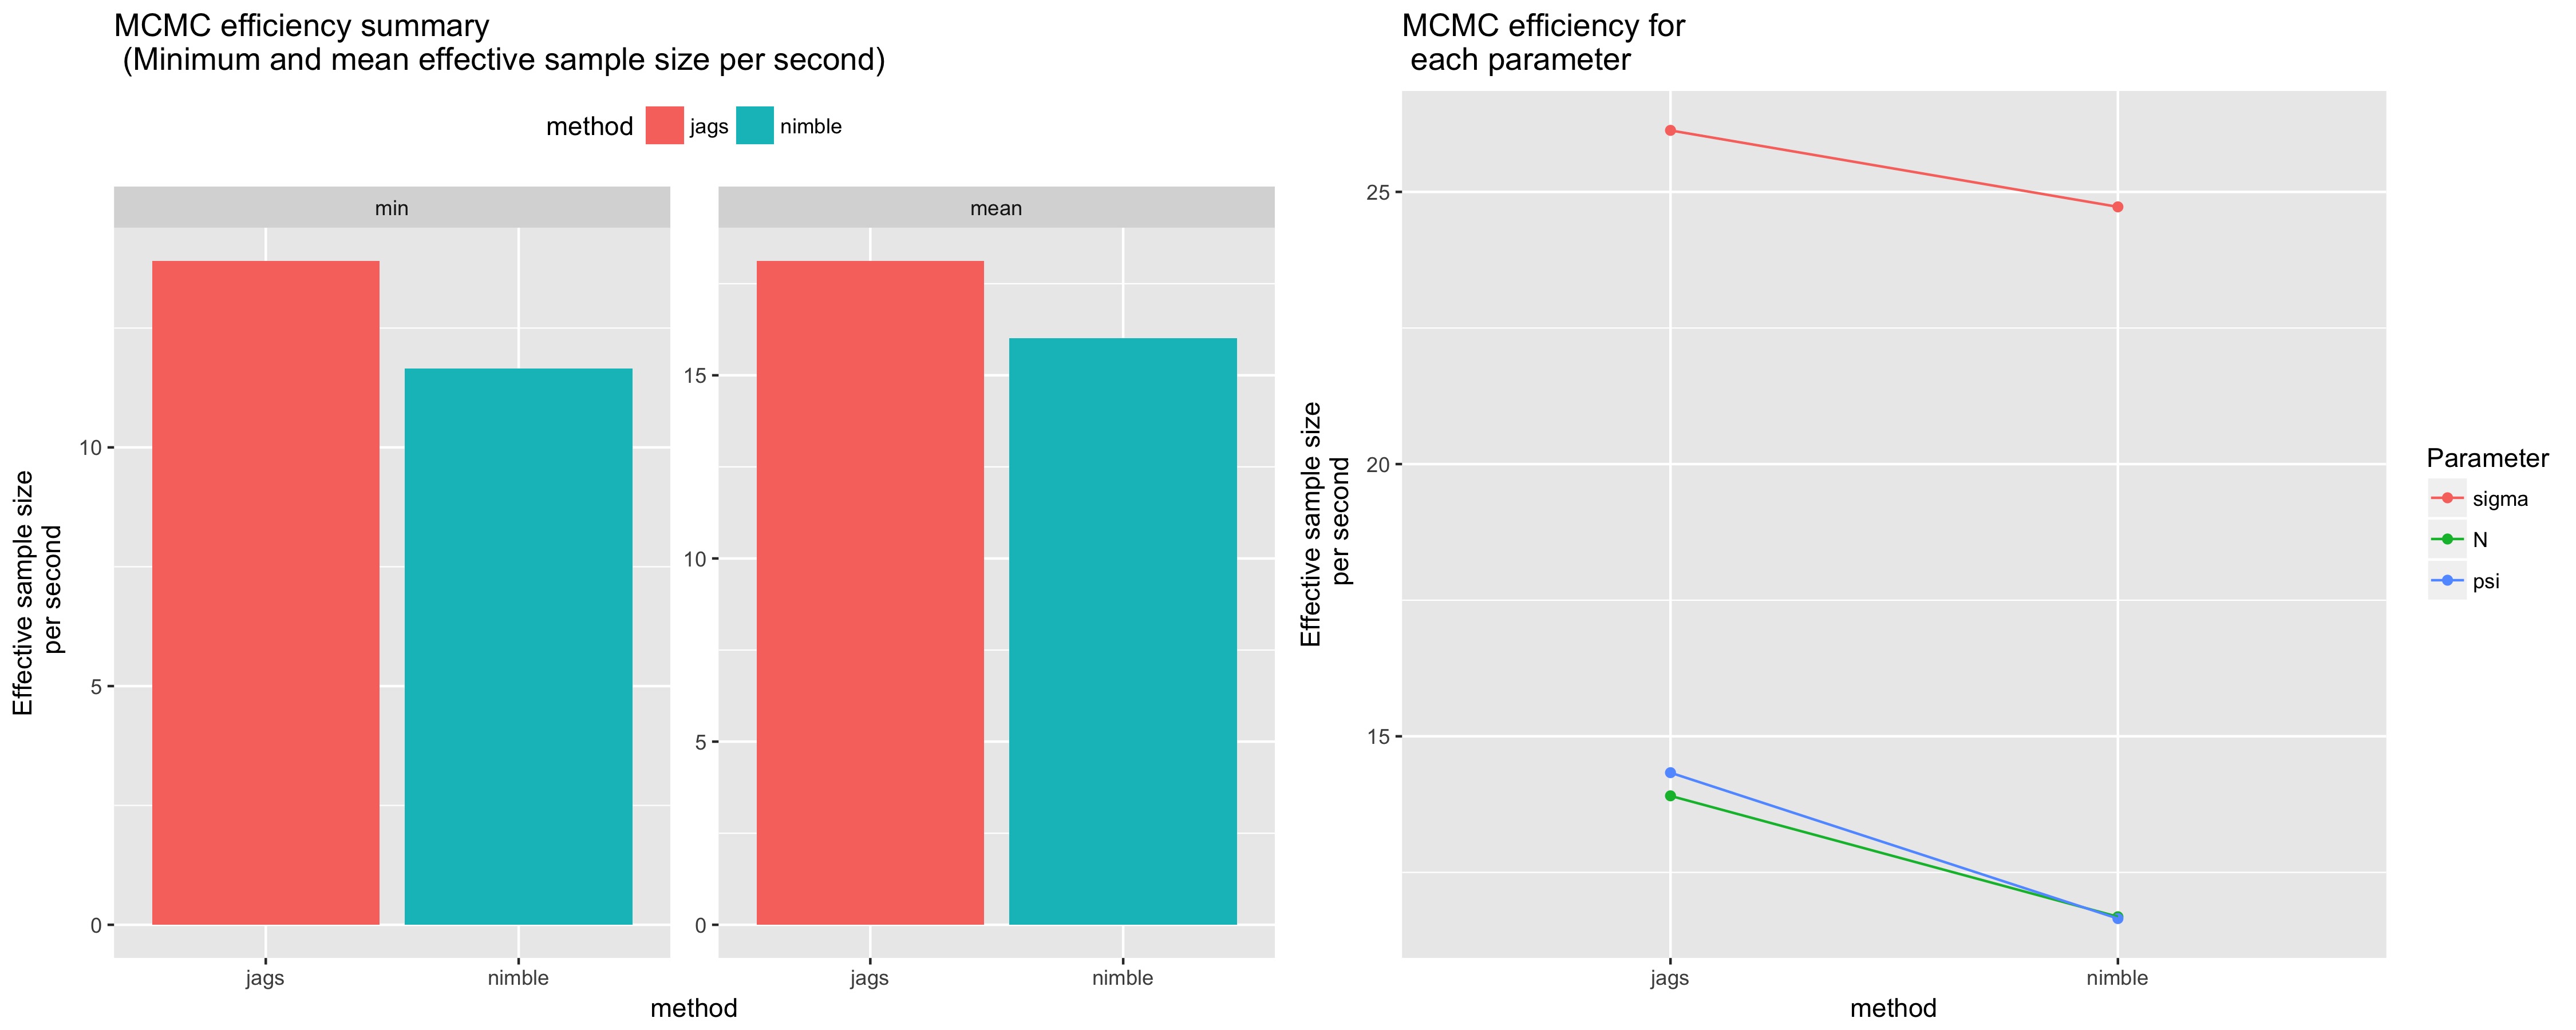 MCMC efficiency summary
(Minimum and mean effective sample size per second)
method jags nimble
min
mean
Effective sample size
per second
10
5
0
15
10
5
0
jags
nimble
jags
nimble
method
MCMC efficiency for
each parameter
Effective sample size
per second
25
20
15
jags
nimble
method
Parameter
sigma
N
psi